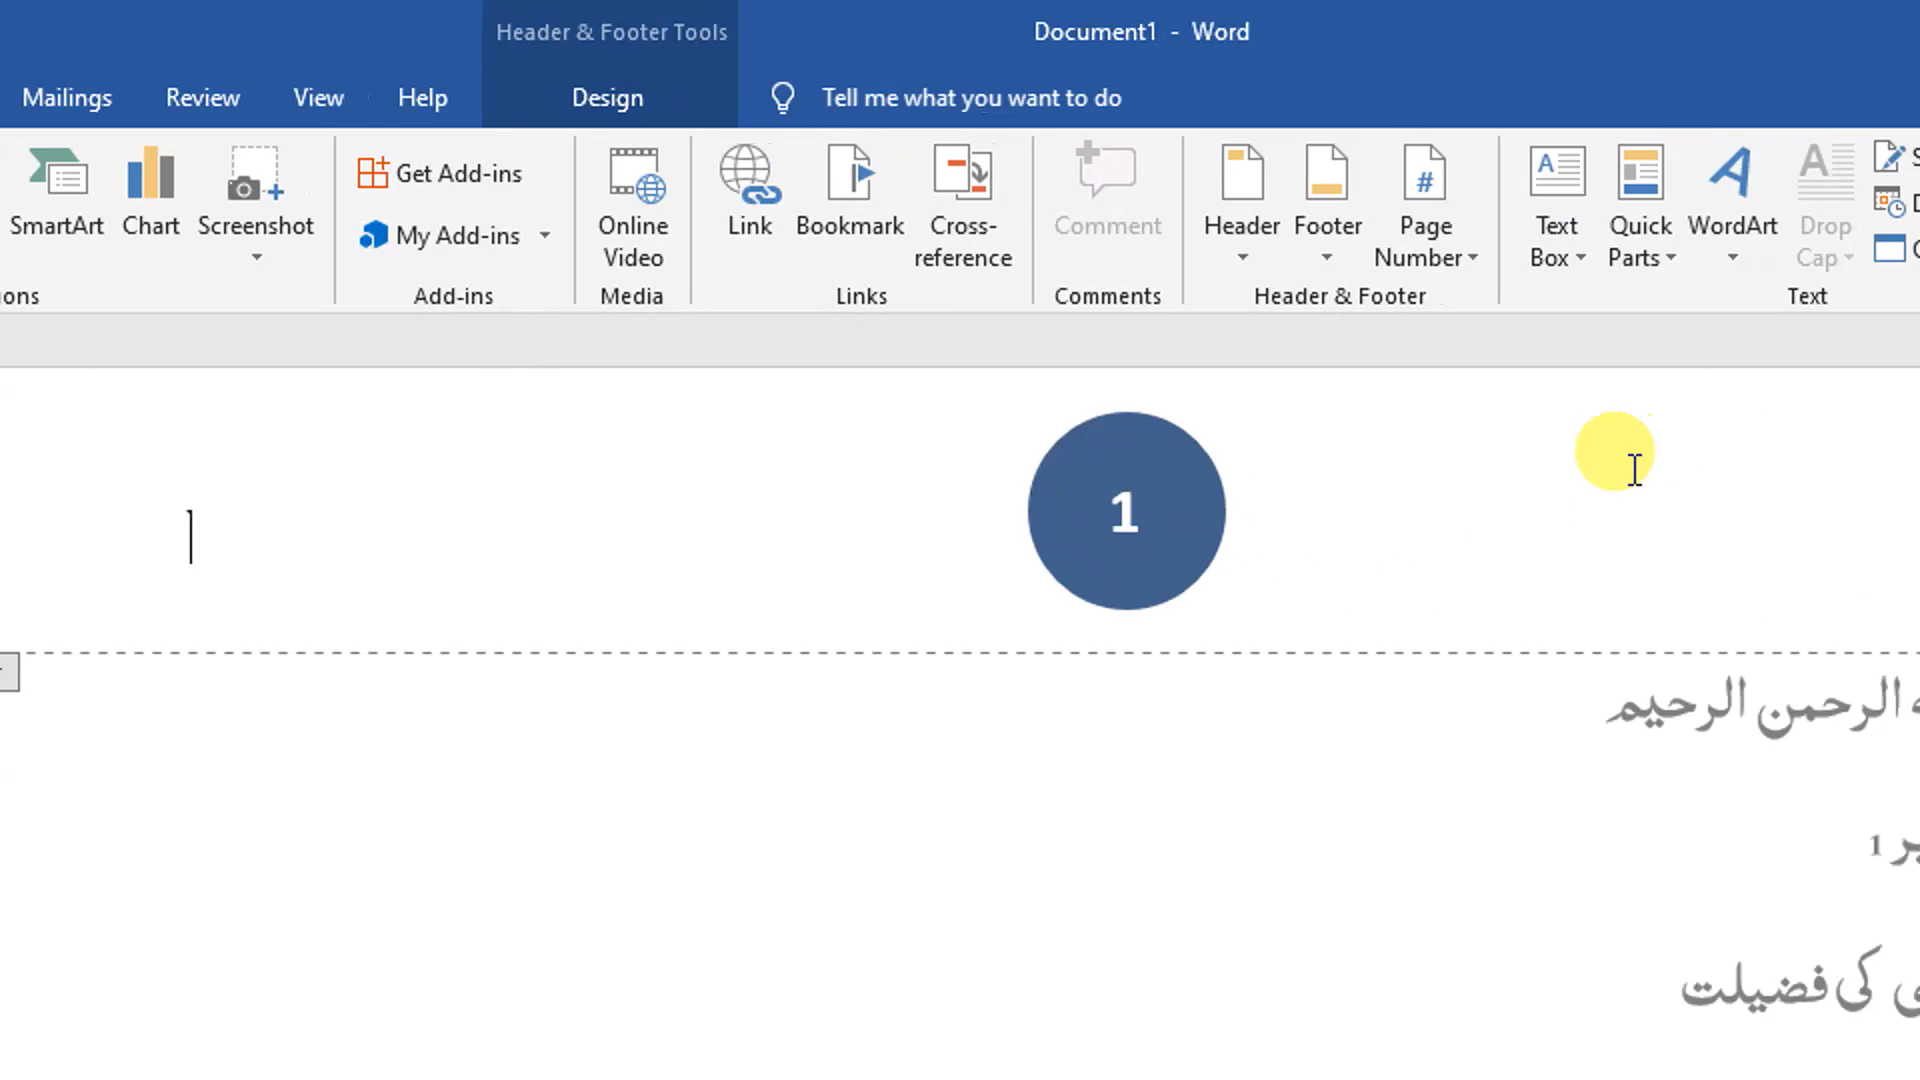 Header & Footer Tools
Document1 - Word
Mailings
Review
View
Help
Design
Tell me what you want to do
SmartArt
Chart
Screenshot
Get Add-ins
My Add-ins
Online Video
Link
Bookmark
Cross-reference
Comment
Header
Footer
Page Number
Text Box
Quick Parts
WordArt
Drop Cap
Add-ins
Media
Links
Comments
Header & Footer
Text
1
الرحمن الرحیم
1
کی فضیلت